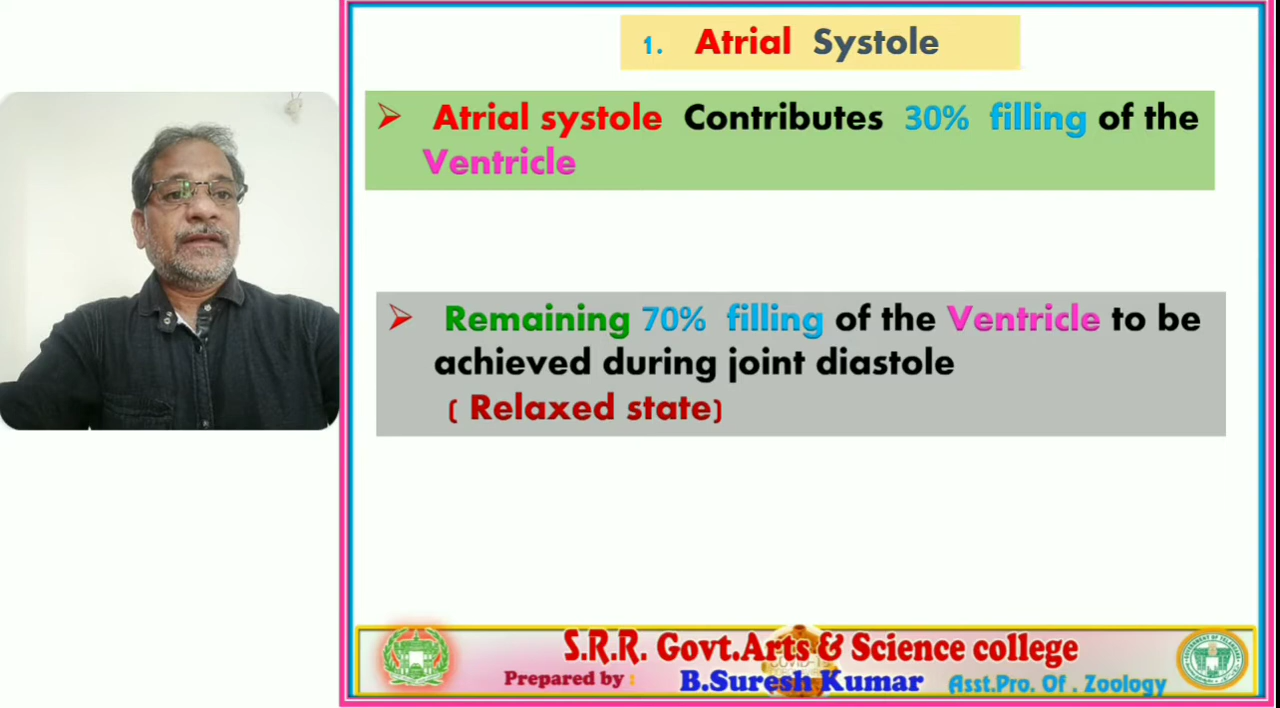 1. Atrial Systole
➢ Atrial systole Contributes 30% filling of the
Ventricle
➢ Remaining 70% filling of the Ventricle to be
achieved during joint diastole
( Relaxed state)
S.R.R. Govt.Arts & Science college
Prepared by : B.Suresh Kumar Asst.Pro. Of . Zoology